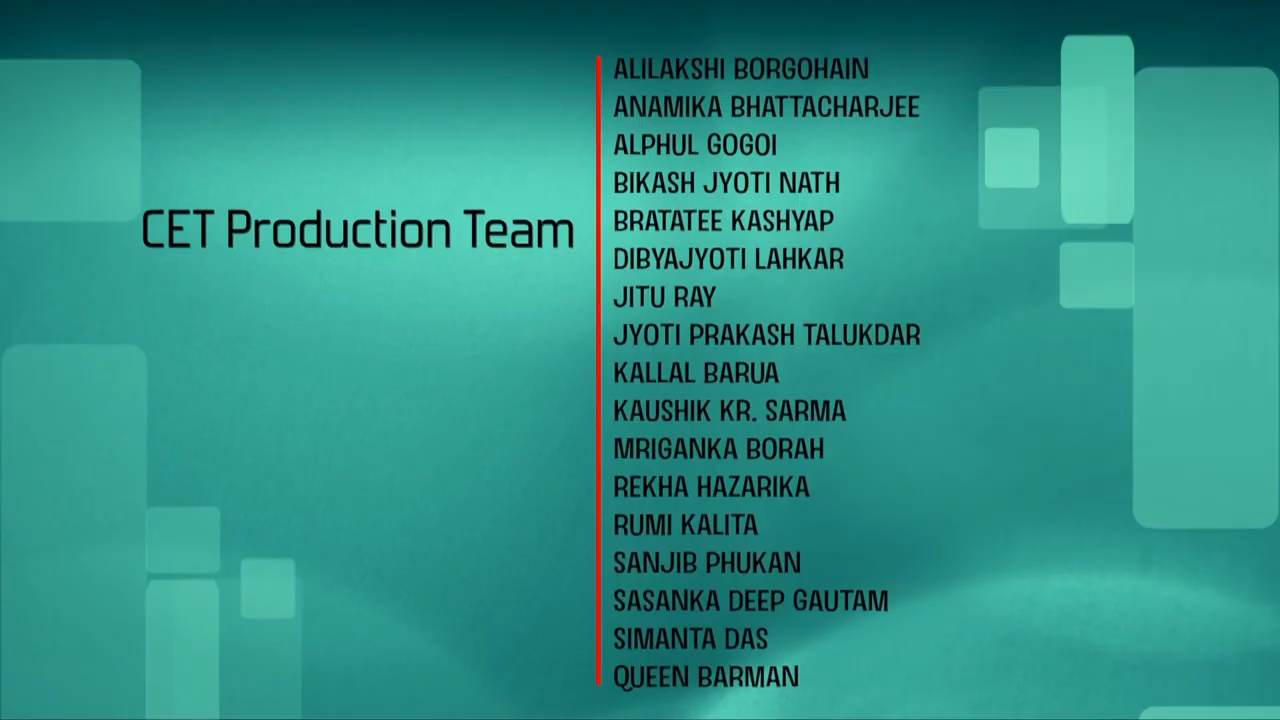 CET Production Team
ALILAKSHI BORGOHAIN
ANAMIKA BHATTACHARJEE
ALPHUL GOGOI
BIKASH JYOTI NATH
BRATATEE KASHYAP
DIBYAJYOTI LAHKAR
JITU RAY
JYOTI PRAKASH TALUKDAR
KALLAL BARUA
KAUSHIK KR. SARMA
MRIGANKA BORAH
REKHA HAZARIKA
RUMI KALITA
SANJIB PHUKAN
SASANKA DEEP GAUTAM
SIMANTA DAS
QUEEN BARMAN